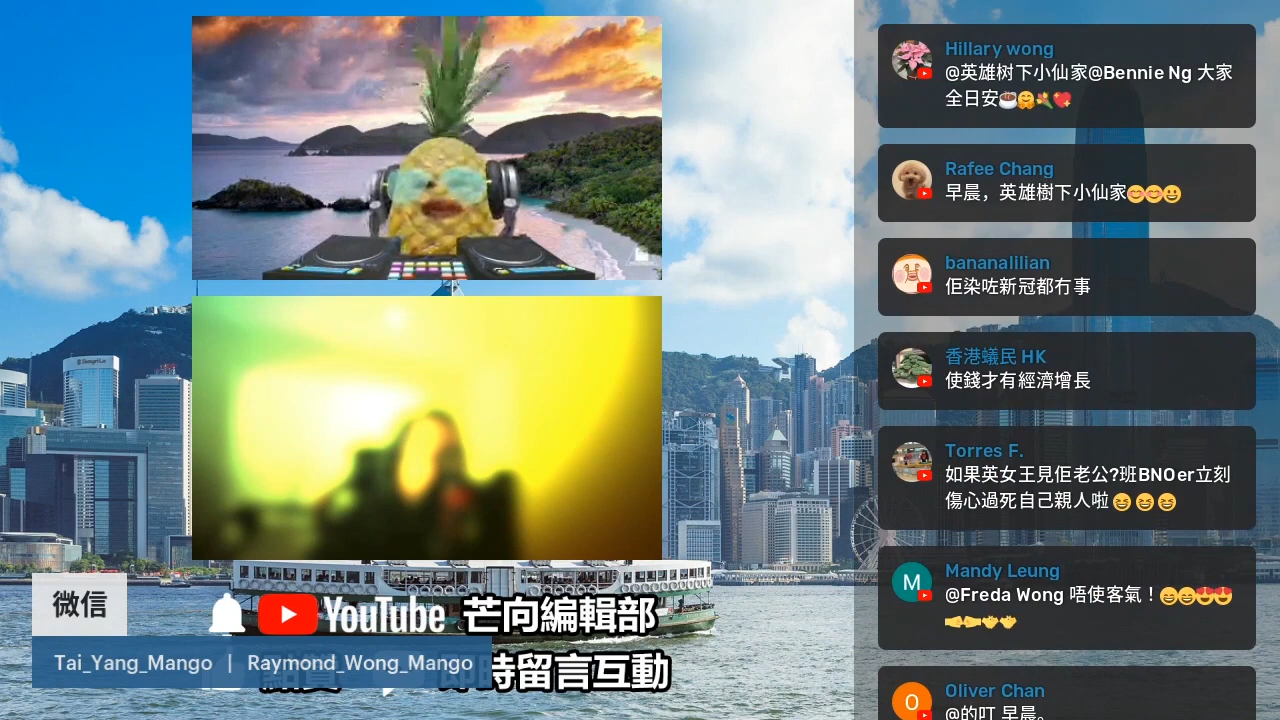 Hillary wong
@英雄树下小仙家@Bennie Ng 大家
全日安
Rafee Chang
早晨，英雄樹下小仙家
bananalilian
佢染咗新冠都冇事
香港蟻民 HK
使錢才有經濟增長
Torres F.
如果英女王見佢老公?班BNOer立刻
傷心過死自己親人啦
Mandy Leung
M
@Freda Wong 唔使客氣！
Oliver Chan
O
@的叮 早晨。
Shangri-La
微信
YouTube 芒向編輯部
Tai_Yang_Mango | Raymond_Wong_Mango
即時留言互動